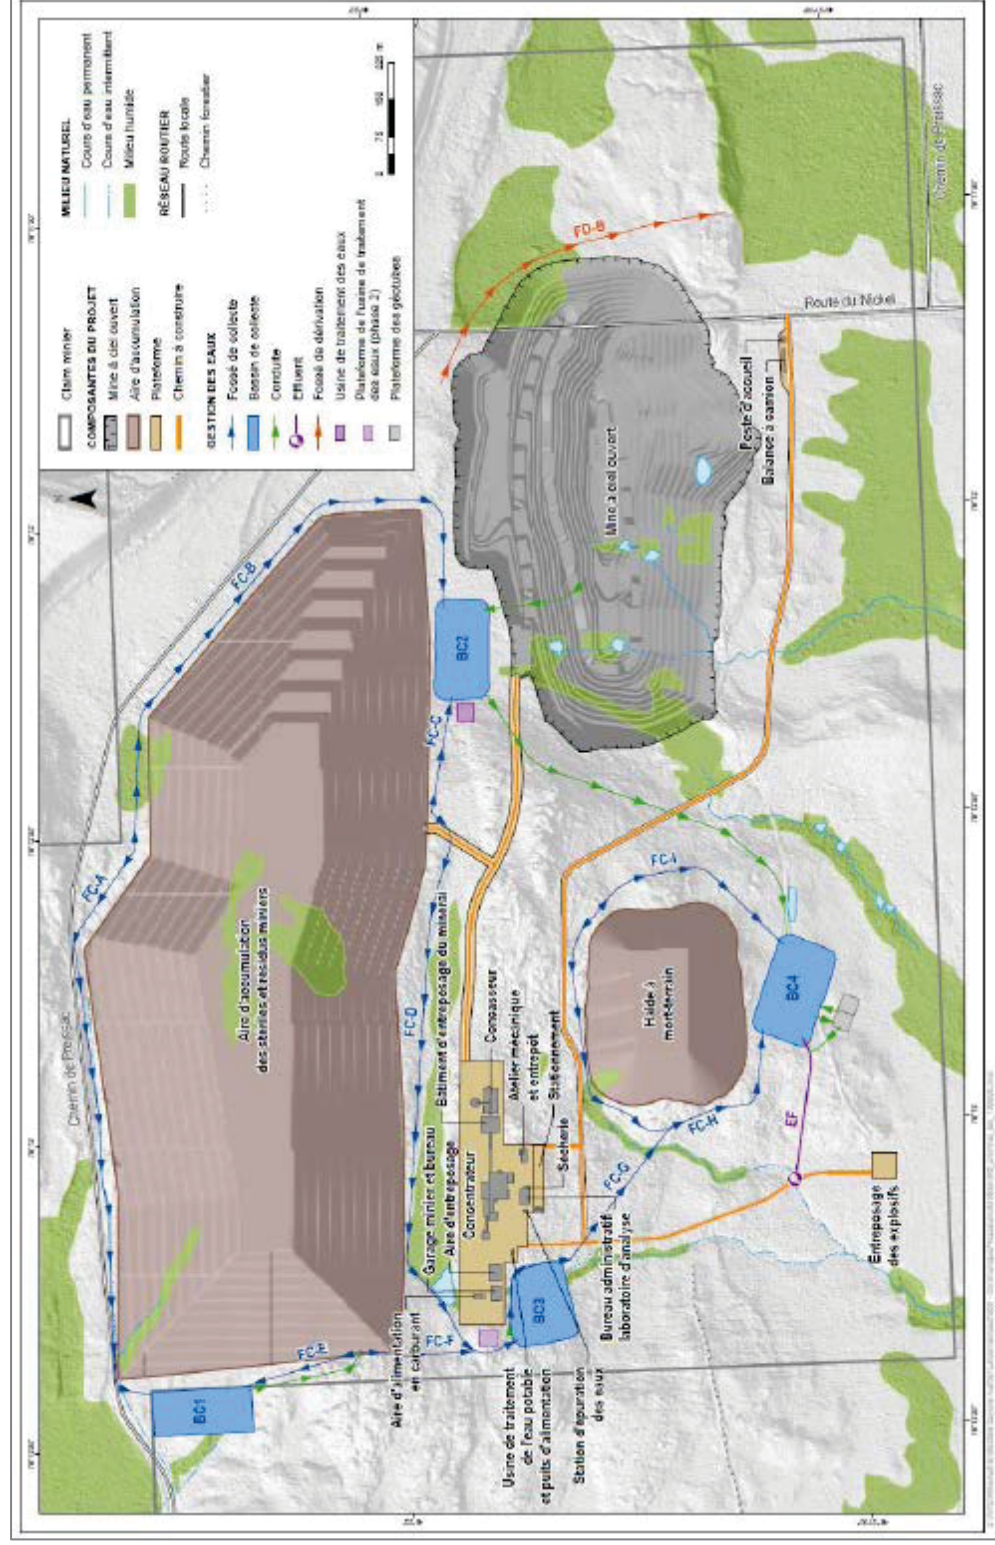 MILIEU NATUREL
Cours d'eau permanent
Cours d'eau intermittent
Milieu humide
RÉSEAU ROUTIER
Route locale
Chemin forestier
Claim minier
COMPOSANTES DU PROJET
Mine à ciel ouvert
Aire d'accumulation
Plateforme
Chemin à construire
GESTION DES EAUX
Fossé de collecte
Bassin de collecte
Conduite
Effluent
Fossé de dérivation
Usine de traitement des eaux
Plateforme de l'usine de traitement
des eaux (phase 2)
Plateforme des géotubes
N
Chemin de Preissac
FC-A
FC-B
FC-C
FC-D
FC-E
FC-F
FC-G
FC-H
FC-I
FD-B
BC1
BC2
BC3
BC4
EF
Aire d'accumulation
des stériles et résidus miniers
Mine à ciel ouvert
Route du Nickel
Chemin de Preissac
Poste d'accueil
Balance à camion
Halde à
mort-terrain
Bâtiment d'entreposage du minerai
Concasseur
Atelier mécanique
et entrepôt
Stationnement
Sécherie
Garage minier et bureau
Aire d'entreposage
Concentrateur
Aire d'alimentation
en carburant
Bureau administratif
laboratoire d'analyse
Usine de traitement
de l'eau potable
et puits d'alimentation
Station d'épuration
des eaux
Entreposage
des explosifs